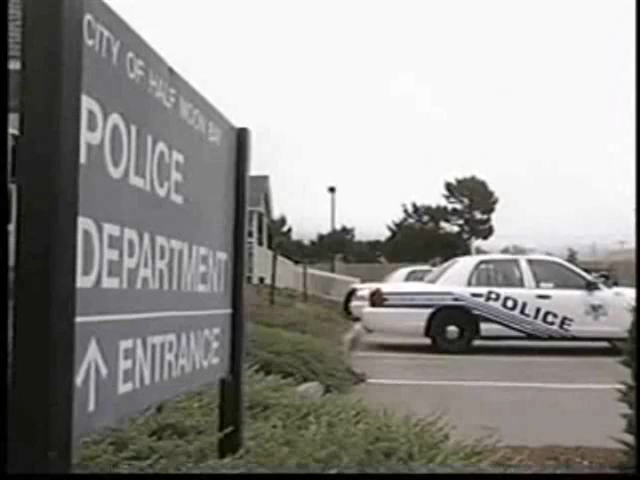 CITY OF HALF MOON BAY
POLICE
DEPARTMENT
↑ ENTRANCE
POLICE